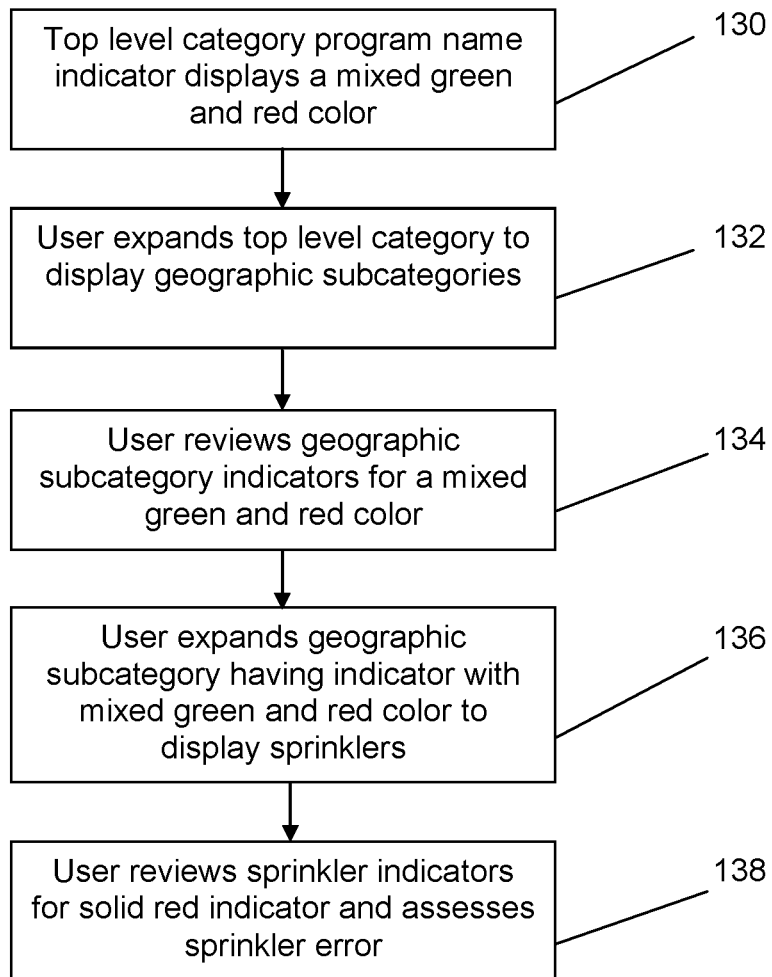 Top level category program name
indicator displays a mixed green
and red color
130
User expands top level category to
display geographic subcategories
132
User reviews geographic
subcategory indicators for a mixed
green and red color
134
User expands geographic
subcategory having indicator with
mixed green and red color to
display sprinklers
136
User reviews sprinkler indicators
for solid red indicator and assesses
sprinkler error
138